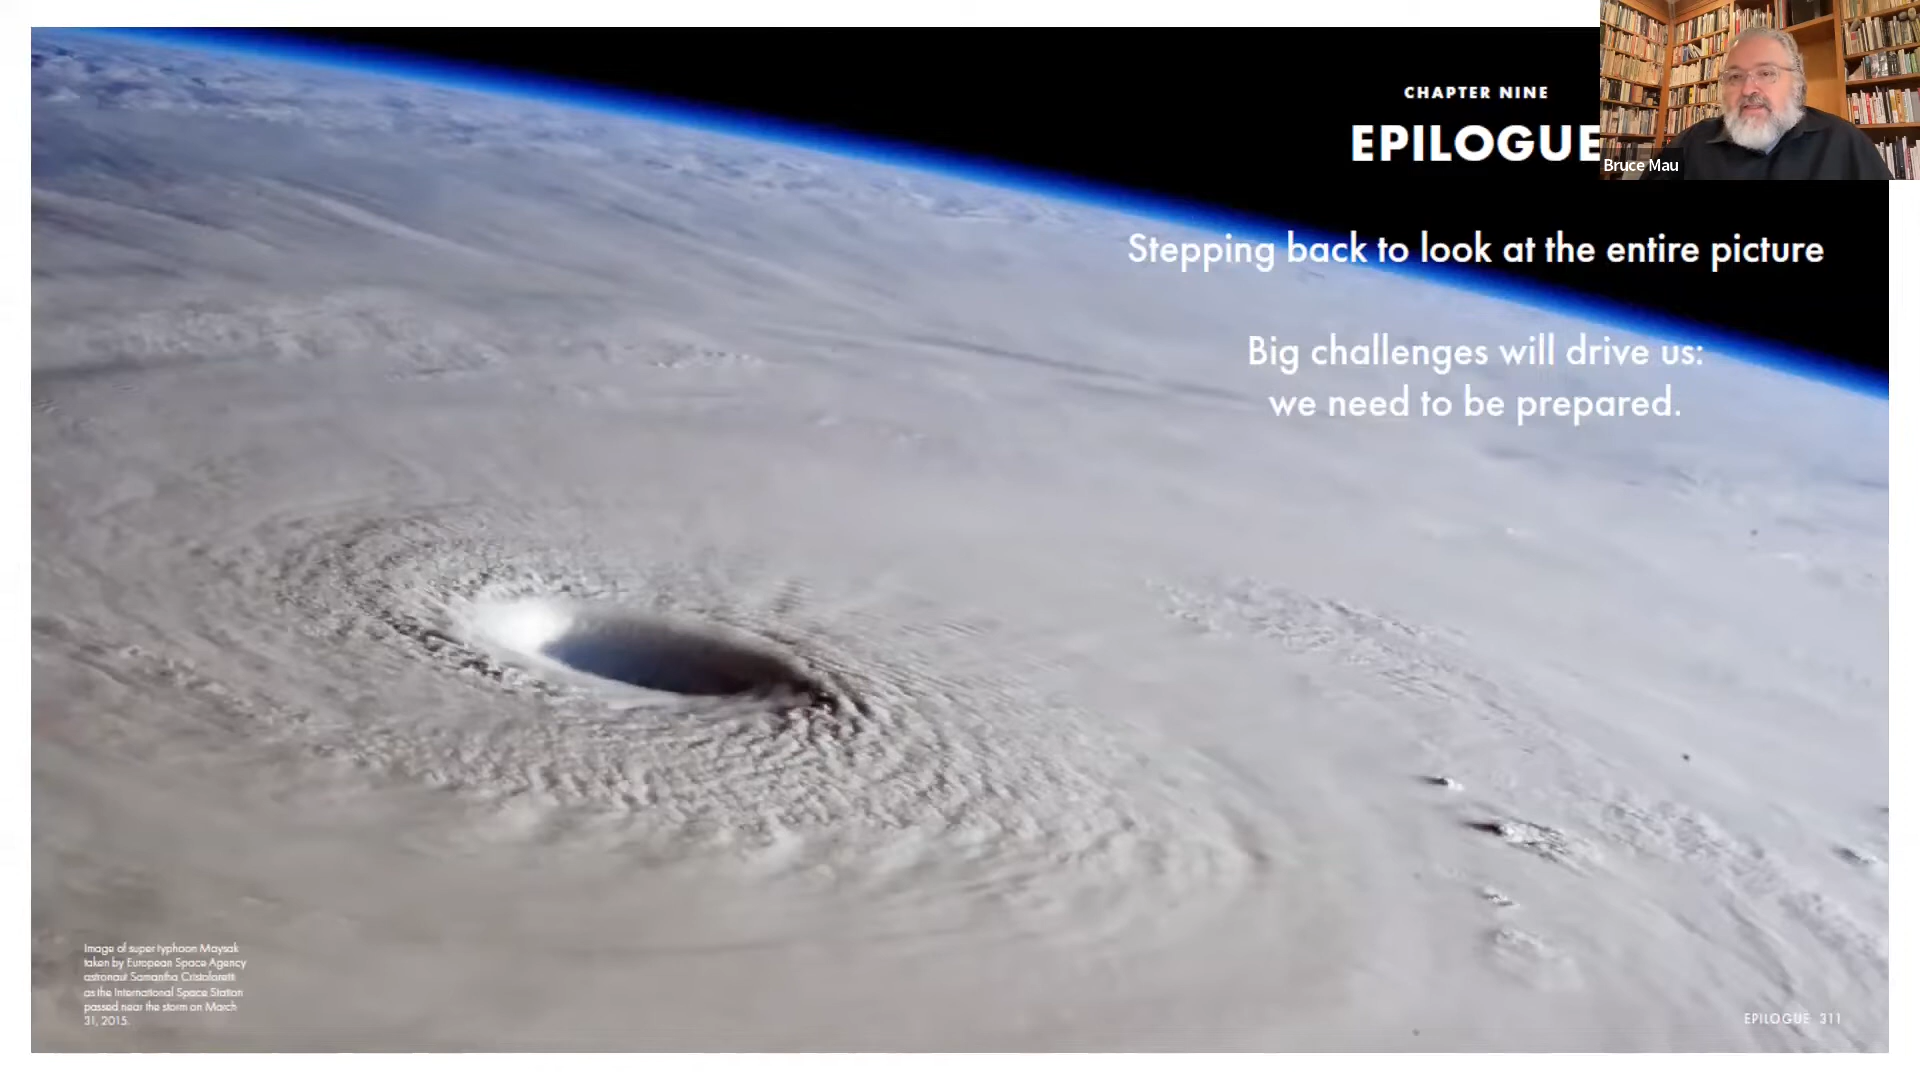 CHAPTER NINE
EPILOGUE
Bruce Mau
Stepping back to look at the entire picture
Big challenges will drive us:
we need to be prepared.
Image of super typhoon Maysak
taken by European Space Agency
astronaut Samantha Cristoforetti
as the International Space Station
passed near the storm on March
31, 2015.
EPILOGUE 311